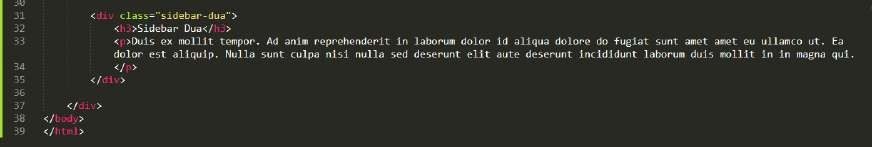 30
31 <div class="sidebar-dua">
32 <h3>Sidebar Dua</h3>
33 <p>Duis ex mollit tempor. Ad anim reprehenderit in laborum dolor id aliqua dolore do fugiat sunt amet amet eu ullamco ut. Ea
dolor est aliquip. Nulla sunt culpa nisi nulla sed deserunt elit aute deserunt incididunt laborum duis mollit in in magna qui.
34 </p>
35 </div>
36
37 </div>
38 </body>
39 </html>